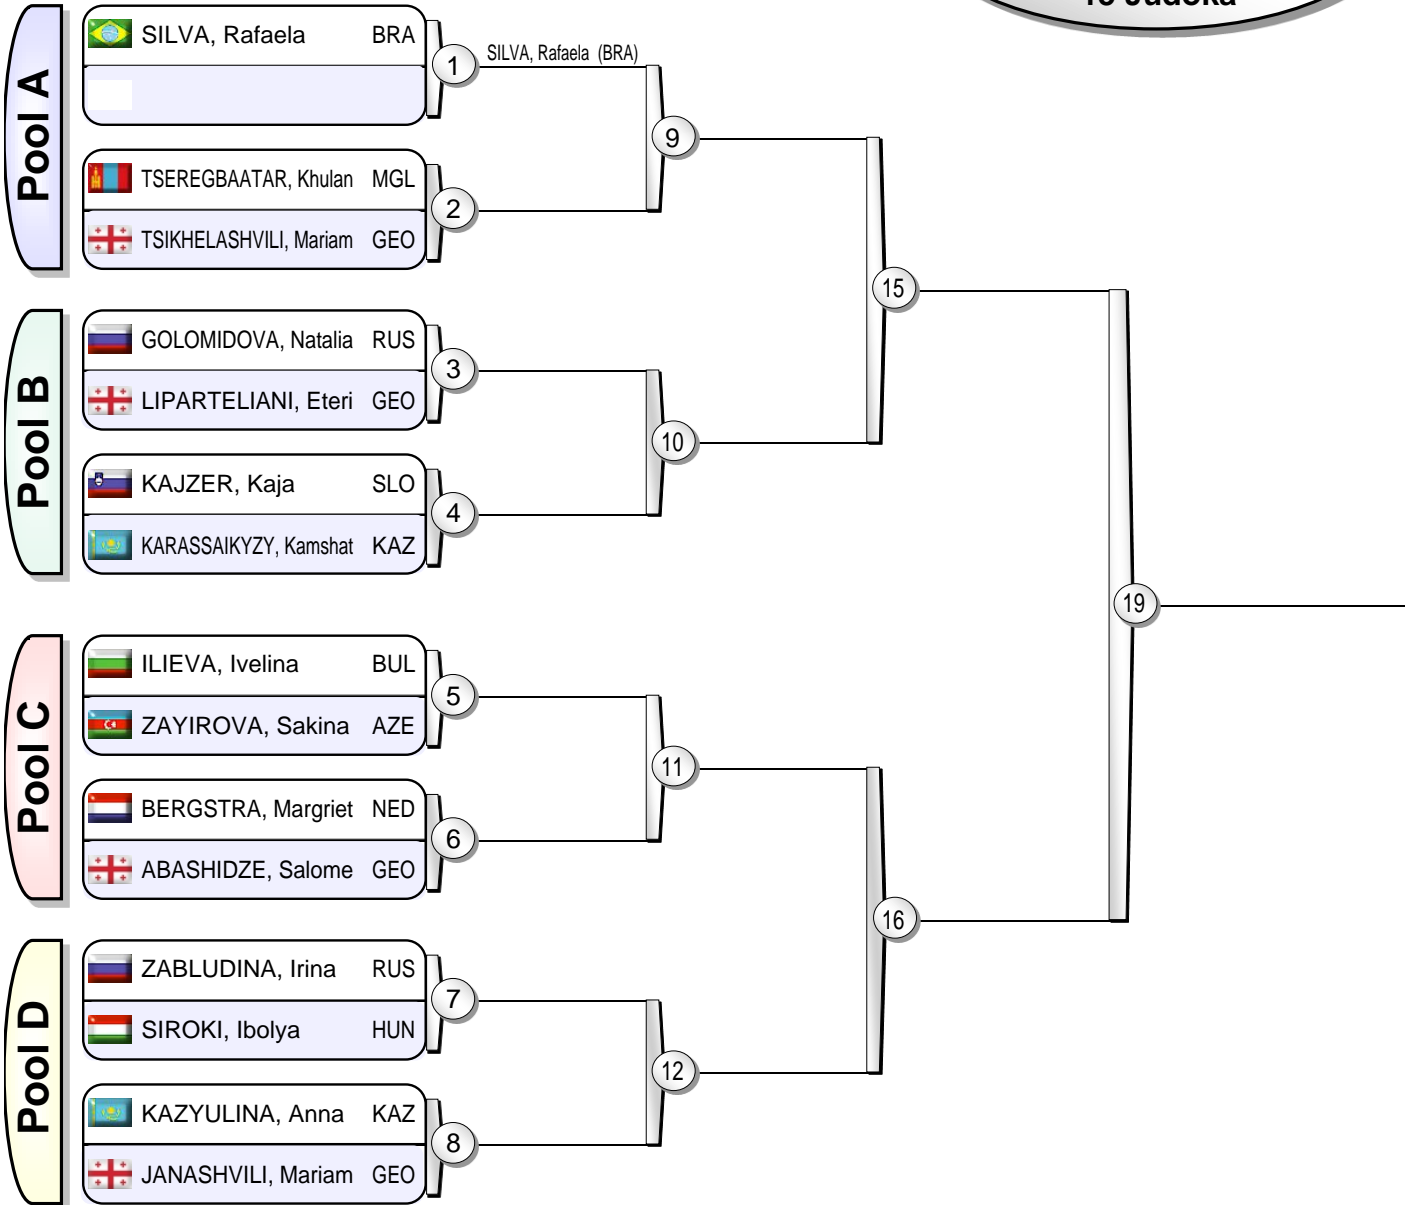 15 Judoka
Pool A
SILVA, Rafaela BRA
1
SILVA, Rafaela (BRA)
9
TSEREGBAATAR, Khulan MGL
2
TSIKHELASHVILI, Mariam GEO
15
Pool B
GOLOMIDOVA, Natalia RUS
3
LIPARTELIANI, Eteri GEO
10
KAJZER, Kaja SLO
4
KARASSAIKYZY, Kamshat KAZ
19
Pool C
ILIEVA, Ivelina BUL
5
ZAYIROVA, Sakina AZE
11
BERGSTRA, Margriet NED
6
ABASHIDZE, Salome GEO
16
Pool D
ZABLUDINA, Irina RUS
7
SIROKI, Ibolya HUN
12
KAZYULINA, Anna KAZ
8
JANASHVILI, Mariam GEO